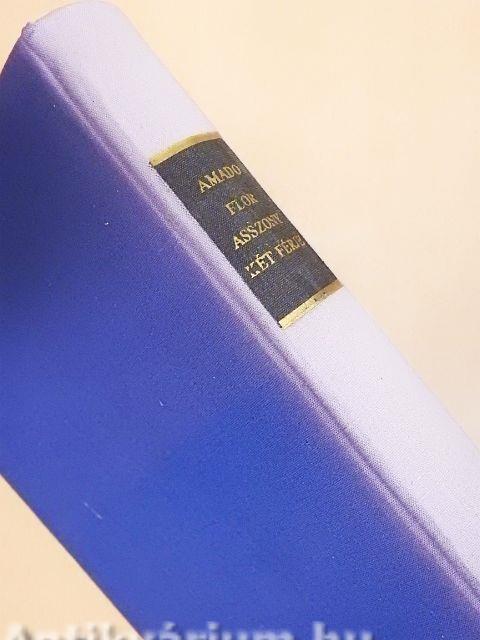 AMADO
FLOR
ASSZONY
KÉT FÉRJE
Antikvárium.hu